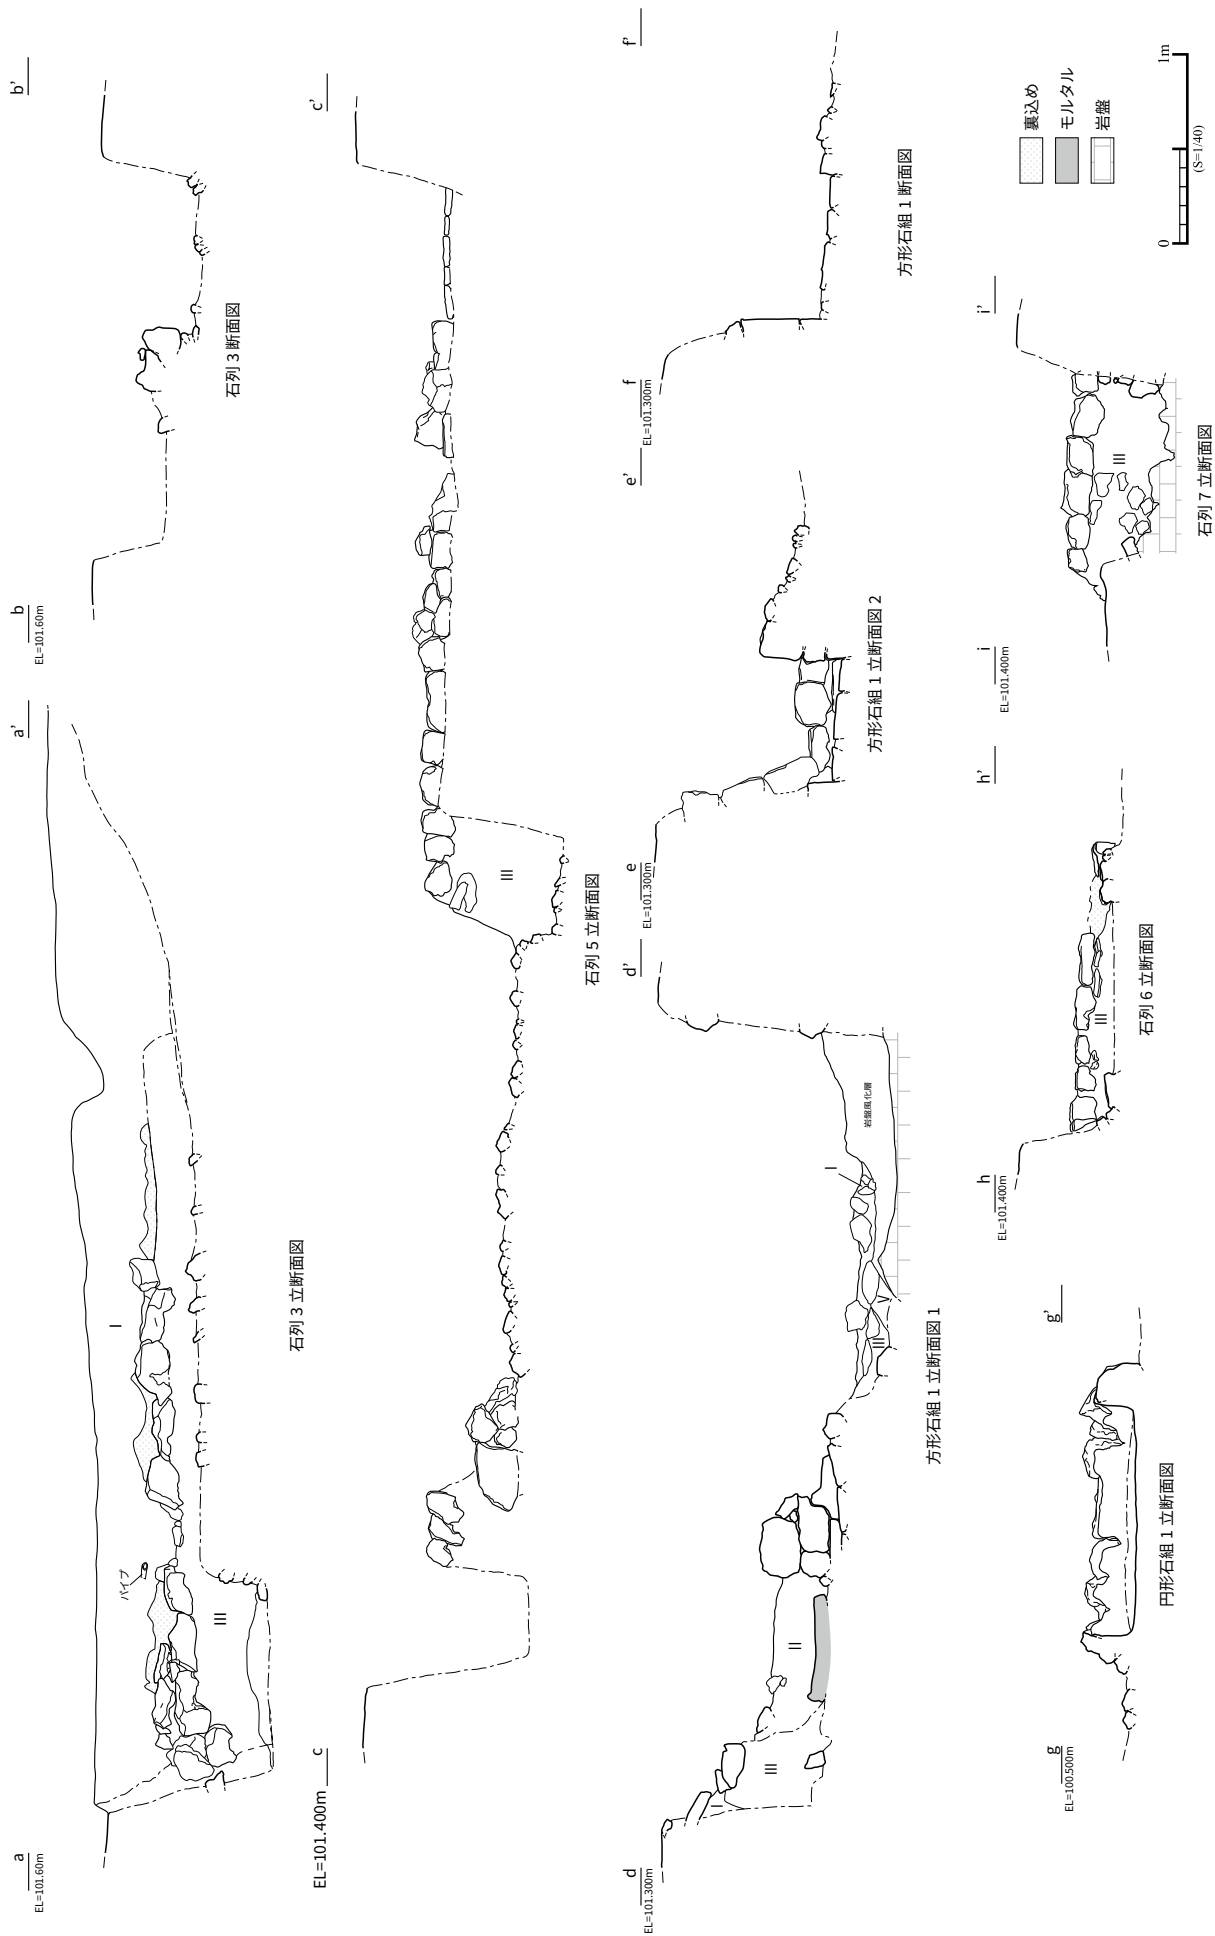 a
EL=101.60m
a'
I
パイプ
III
石列 3 立断面図
b
EL=101.60m
b'
石列 3 断面図
EL=101.400m
c
c'
III
石列 5 立断面図
d
EL=101.300m
d'
I
III
II
III
V
I
岩盤風化層
方形石組 1 立断面図 1
e
EL=101.300m
e'
方形石組 1 立断面図 2
f
EL=101.300m
f'
方形石組 1 断面図
g
EL=100.500m
g'
円形石組 1 立断面図
h
EL=101.400m
h'
III
石列 6 立断面図
i
EL=101.400m
i'
III
石列 7 立断面図
裏込め
モルタル
岩盤
0
1m
(S=1/40)